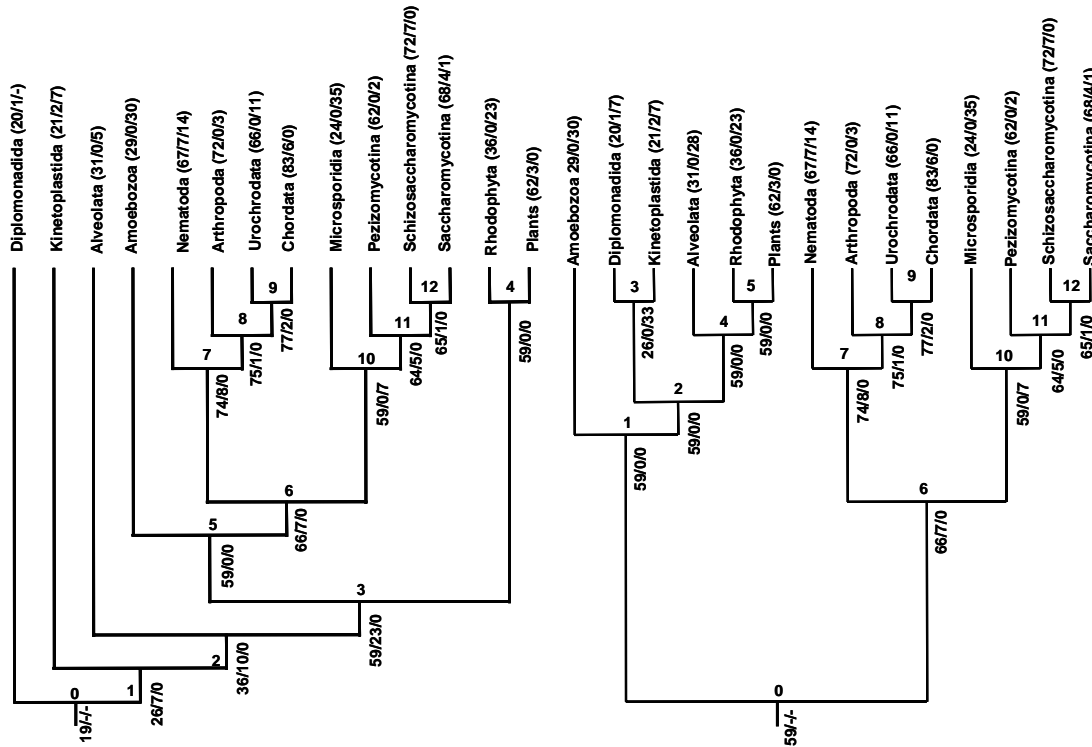 Diplomonadida (20/1/-)
Kinetoplastida (21/2/7)
Alveolata (31/0/5)
Amoebozoa (29/0/30)
Nematoda (67/7/14)
Arthropoda (72/0/3)
Urochrodata (66/0/11)
Chordata (83/6/0)
Microsporidia (24/0/35)
Pezizomycotina (62/0/2)
Schizosaccharomycotina (72/7/0)
Saccharomycotina (68/4/1)
Rhodophyta (36/0/23)
Plants (62/3/0)
9
77/2/0
8
75/1/0
7
74/8/0
12
65/1/0
11
64/5/0
10
59/0/7
4
59/0/0
6
66/7/0
5
59/0/0
3
59/23/0
2
36/10/0
1
26/7/0
0
19/-/-
Amoebozoa 29/0/30)
Diplomonadida (20/1/7)
Kinetoplastida (21/2/7)
Alveolata (31/0/28)
Rhodophyta (36/0/23)
Plants (62/3/0)
Nematoda (67/7/14)
Arthropoda (72/0/3)
Urochrodata (66/0/11)
Chordata (83/6/0)
Microsporidia (24/0/35)
Pezizomycotina (62/0/2)
Schizosaccharomycotina (72/7/0)
Saccharomycotina (68/4/1)
3
26/0/33
5
59/0/0
4
59/0/0
2
59/0/0
1
59/0/0
9
77/2/0
8
75/1/0
7
74/8/0
12
65/1/0
11
64/5/0
10
59/0/7
6
66/7/0
0
59/-/-